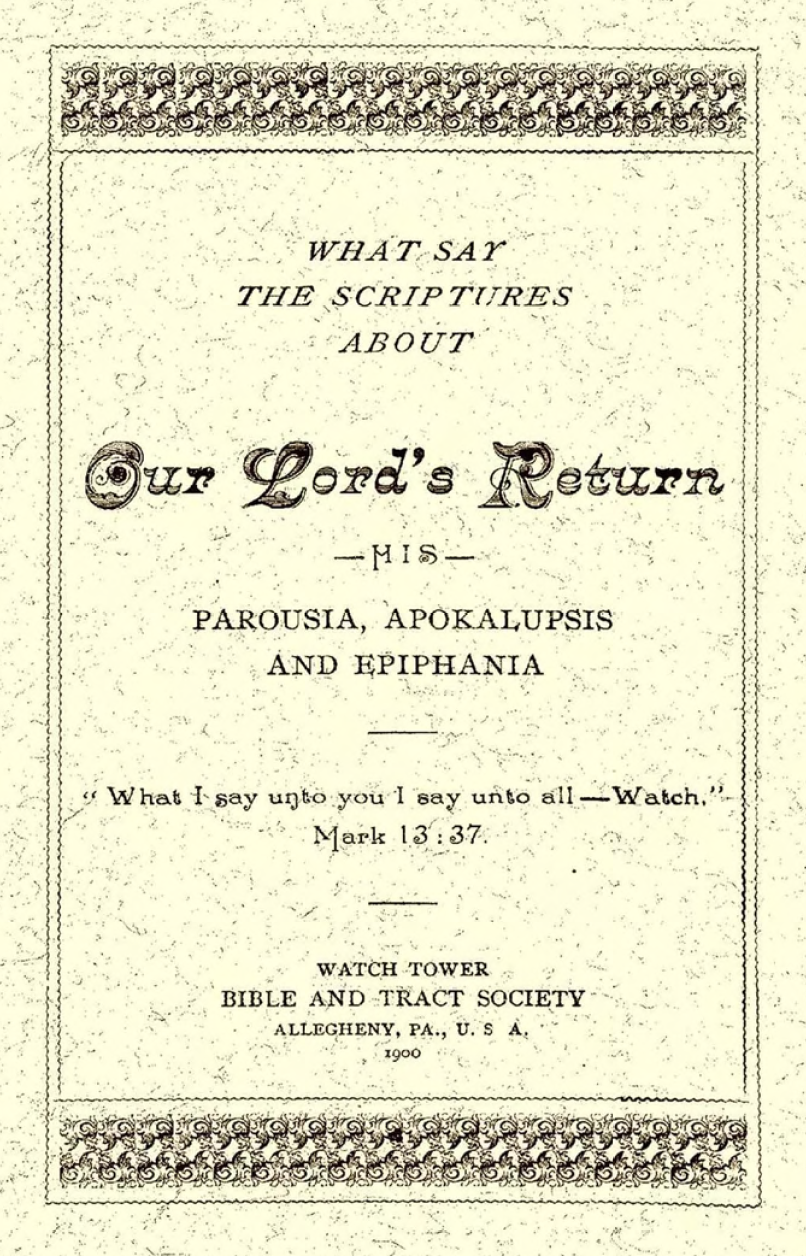 WHAT SAY
THE SCRIPTURES
ABOUT
Our Lord's Return
—HIS—
PAROUSIA, APOKALUPSIS
AND EPIPHANIA
“What I say unto you I say unto all—Watch.”
Mark 13:37.
WATCH TOWER
BIBLE AND TRACT SOCIETY
ALLEGHENY, PA., U. S A.
1900